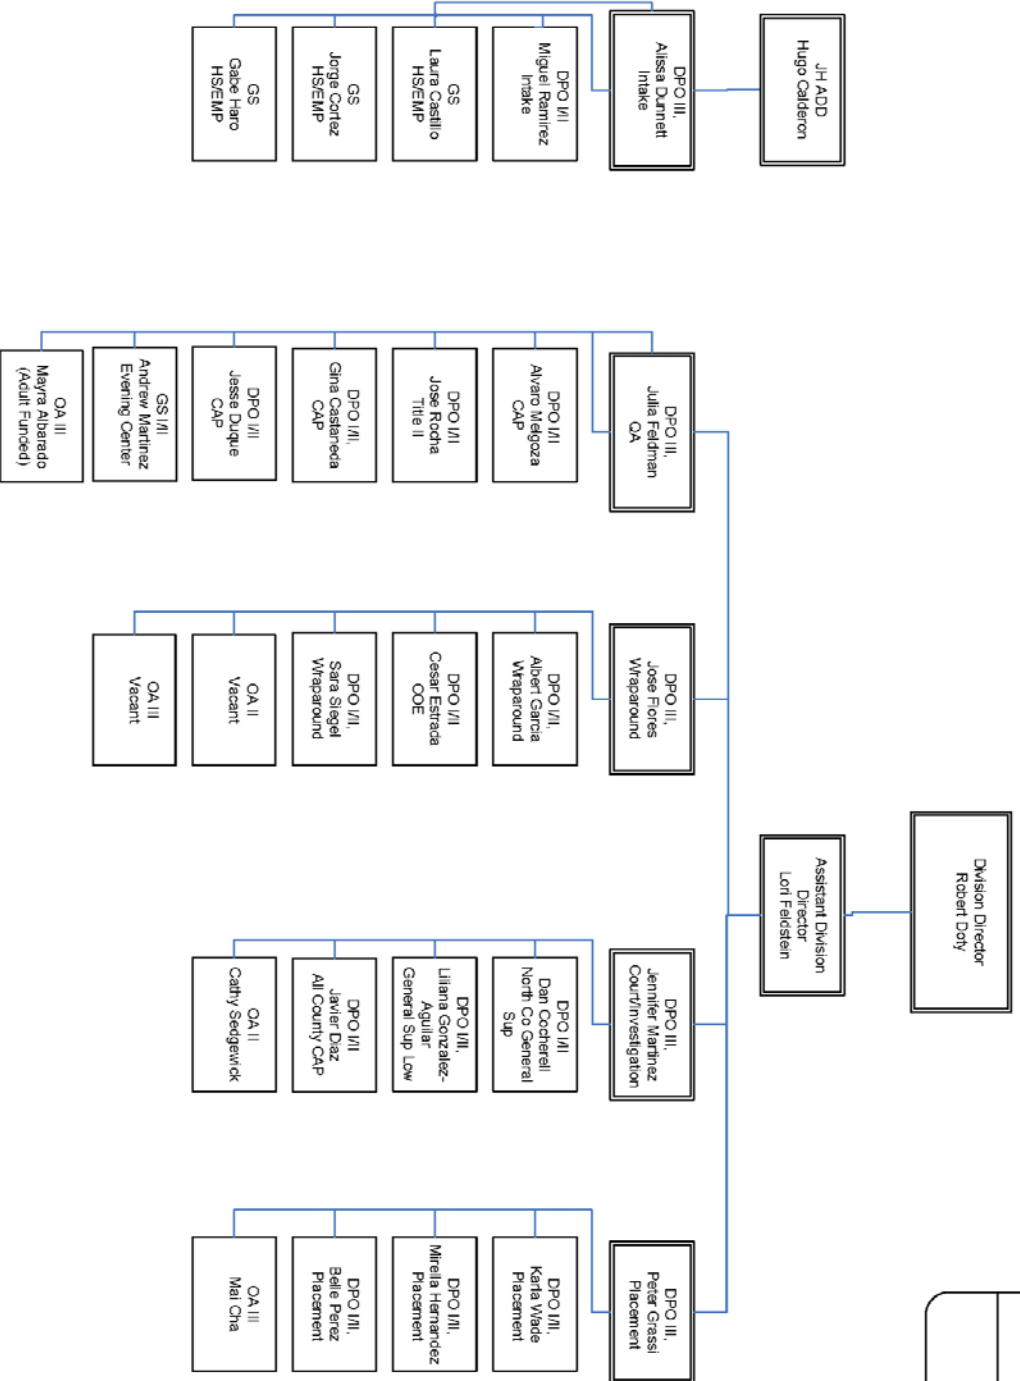 Division Director
Robert Doty
JH ADD
Hugo Calderon
Assistant Division
Director
Lori Feldstein
DPO III,
Alissa Dunnett
Intake
DPO III,
Julia Feldman
QA
DPO III,
Jose Flores
Wraparound
DPO III,
Jennifer Martinez
Court/Investigation
DPO III,
Peter Grassi
Placement
DPO I/II
Miguel Ramirez
Intake
DPO I/II
Alvaro Melgoza
CAP
DPO I/II,
Albert Garcia
Wraparound
DPO I/II
Dan Cocherell
North Co General
Sup
DPO I/II,
Karla Wade
Placement
GS
Laura Castillo
HS/EMP
DPO I/II
Jose Rocha
Title II
DPO I/II
Cesar Estrada
COE
DPO I/II,
Liliana Gonzalez-
Aguilar
General Sup Low
DPO I/II,
Mirella Hernandez
Placement
GS
Jorge Cortez
HS/EMP
DPO I/II,
Gina Castaneda
CAP
DPO I/II,
Sara Siegel
Wraparound
DPO I/II
Javier Diaz
All County CAP
DPO I/II,
Belle Perez
Placement
GS
Gabe Haro
HS/EMP
DPO I/II
Jesse Duque
CAP
OA II
Vacant
OA II
Cathy Sedgewick
OA III
Mai Cha
GS I/II
Andrew Martinez
Evening Center
OA III
Vacant
OA III
Mayra Albarado
(Adult Funded)